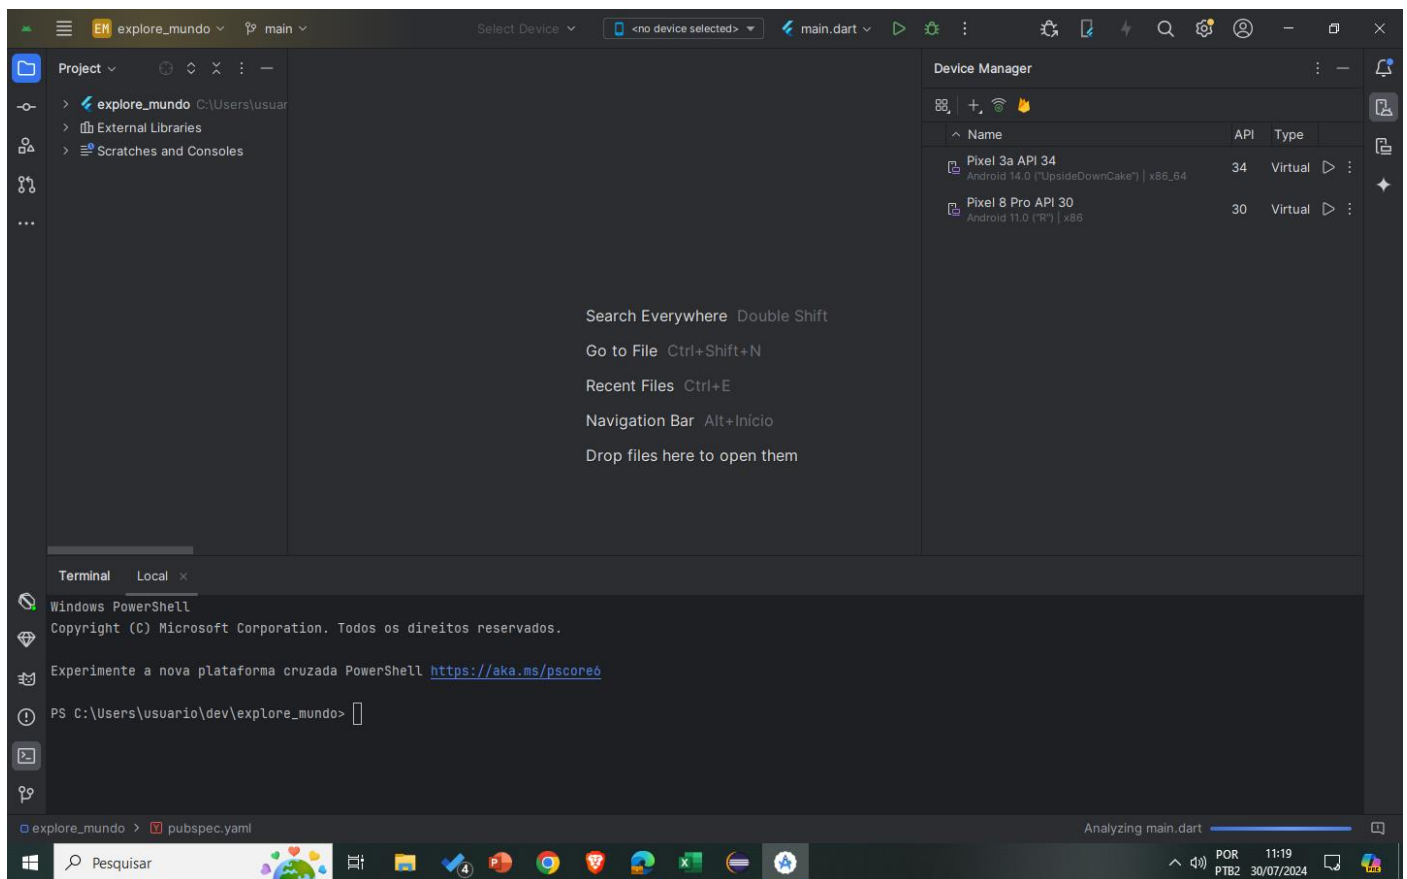 EM explore_mundo main Select Device <no device selected> main.dart
Project
Device Manager
explore_mundo C:\Users\usuar
External Libraries
Scratches and Consoles
Name API Type
Pixel 3a API 34 34 Virtual
Android 14.0 ("UpsideDownCake") | x86_64
Pixel 8 Pro API 30 30 Virtual
Android 11.0 ("R") | x86
Search Everywhere Double Shift
Go to File Ctrl+Shift+N
Recent Files Ctrl+E
Navigation Bar Alt+Início
Drop files here to open them
Terminal Local
Windows PowerShell
Copyright (C) Microsoft Corporation. Todos os direitos reservados.
Experimente a nova plataforma cruzada PowerShell https://aka.ms/pscore6
PS C:\Users\usuario\dev\explore_mundo>
explore_mundo > Y pubspec.yaml
Analyzing main.dart
Pesquisar
4
POR 11:19
PTB2 30/07/2024
PRE